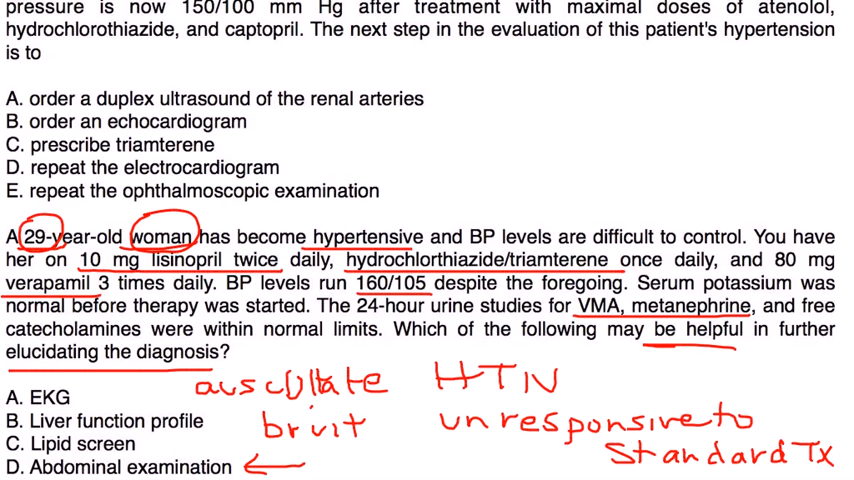 pressure is now 150/100 mm Hg after treatment with maximal doses of atenolol,
hydrochlorothiazide, and captopril. The next step in the evaluation of this patient's hypertension
is to
A. order a duplex ultrasound of the renal arteries
B. order an echocardiogram
C. prescribe triamterene
D. repeat the electrocardiogram
E. repeat the ophthalmoscopic examination
A 29-year-old woman has become hypertensive and BP levels are difficult to control. You have
her on 10 mg lisinopril twice daily, hydrochlorthiazide/triamterene once daily, and 80 mg
verapamil 3 times daily. BP levels run 160/105 despite the foregoing. Serum potassium was
normal before therapy was started. The 24-hour urine studies for VMA, metanephrine, and free
catecholamines were within normal limits. Which of the following may be helpful in further
elucidating the diagnosis?
A. EKG
B. Liver function profile
C. Lipid screen
D. Abdominal examination
auscultate
bruit
HTN
unresponsive to
Standard Tx